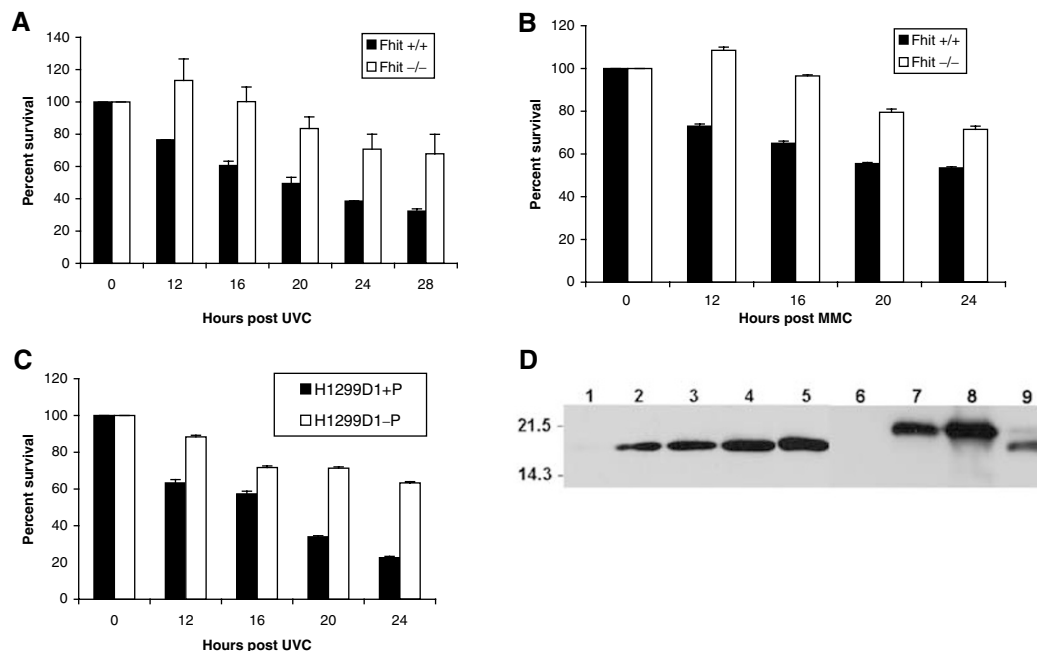 A
140
120
100
80
60
40
20
0
Percent survival
Fhit +/+
Fhit –/–
0 12 16 20 24 28
Hours post UVC
B
120
100
80
60
40
20
0
Percent survival
Fhit +/+
Fhit –/–
0 12 16 20 24
Hours post MMC
C
120
100
80
60
40
20
0
Percent survival
H1299D1+P
H1299D1–P
0 12 16 20 24
Hours post UVC
D
1 2 3 4 5 6 7 8 9
21.5 -
14.3 -